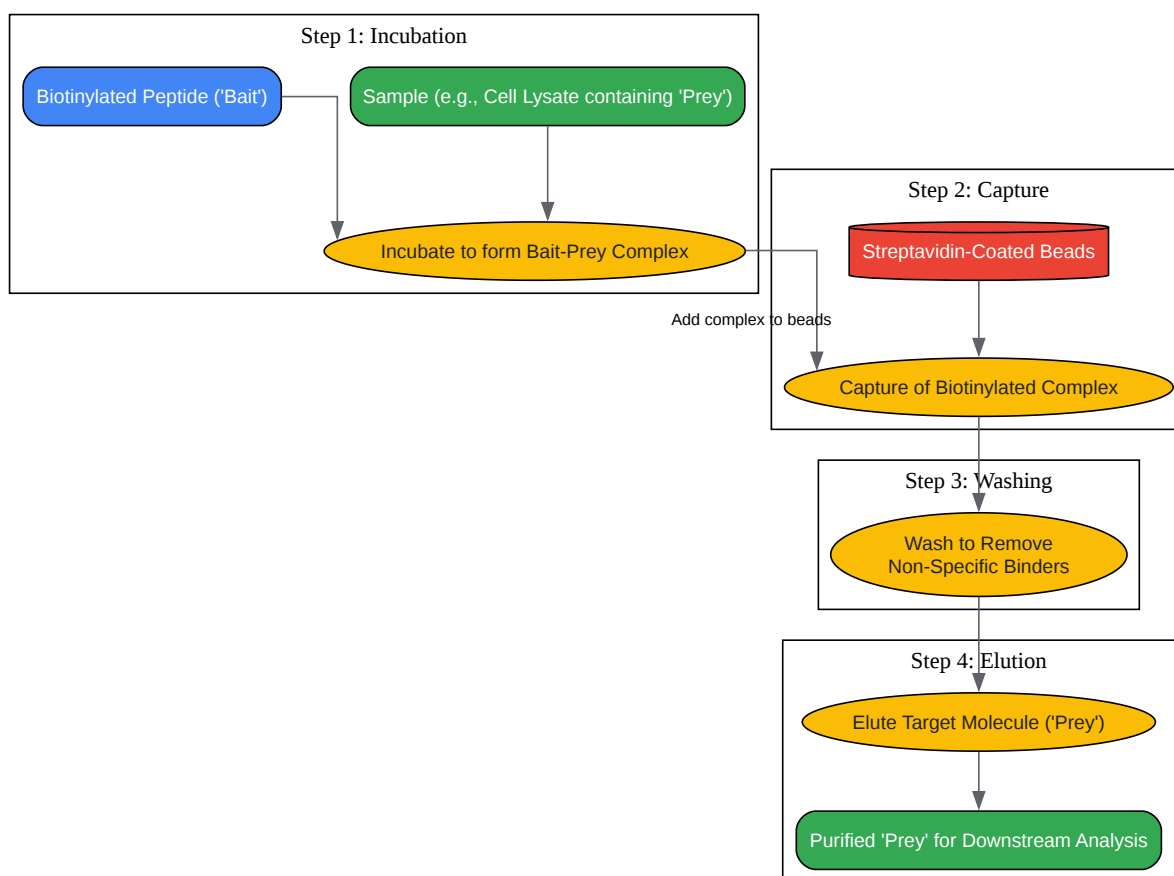 Step 1: Incubation
Biotinylated Peptide ('Bait')
Sample (e.g., Cell Lysate containing 'Prey')
Incubate to form Bait-Prey Complex
Step 2: Capture
Streptavidin-Coated Beads
Add complex to beads
Capture of Biotinylated Complex
Step 3: Washing
Wash to Remove
Non-Specific Binders
Step 4: Elution
Elute Target Molecule ('Prey')
Purified 'Prey' for Downstream Analysis